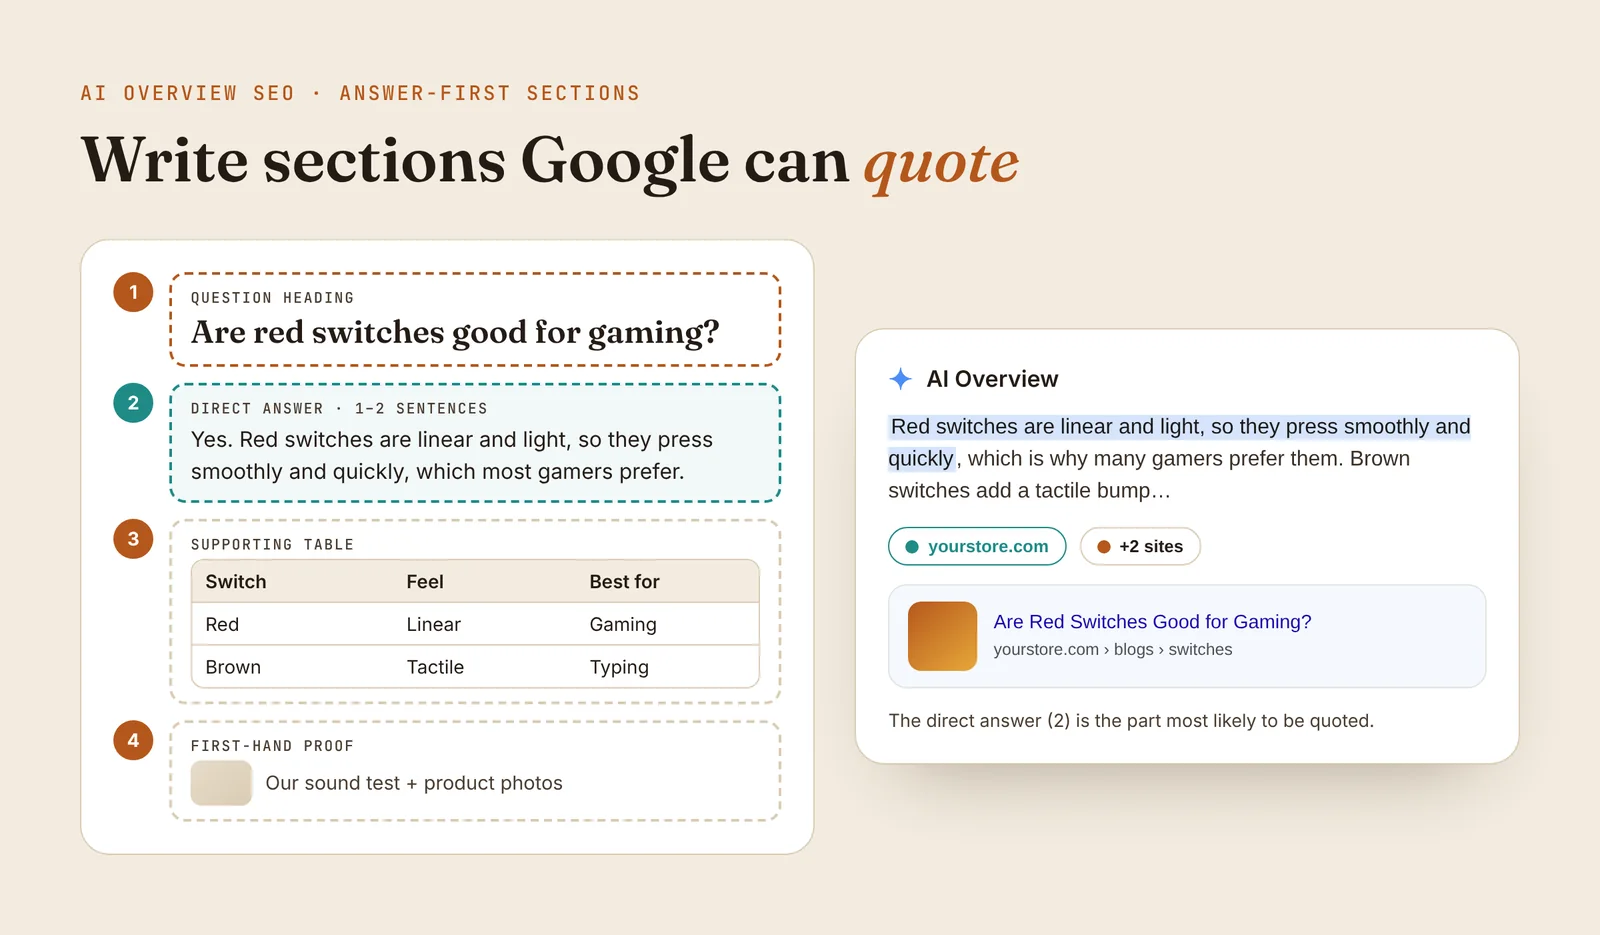 AI OVERVIEW SEO · ANSWER-FIRST SECTIONS
Write sections Google can quote
1
QUESTION HEADING
Are red switches good for gaming?
2
DIRECT ANSWER · 1–2 SENTENCES
Yes. Red switches are linear and light, so they press
smoothly and quickly, which most gamers prefer.
3
SUPPORTING TABLE
Switch Feel Best for
Red Linear Gaming
Brown Tactile Typing
4
FIRST-HAND PROOF
Our sound test + product photos
AI Overview
Red switches are linear and light, so they press smoothly and
quickly, which is why many gamers prefer them. Brown
switches add a tactile bump…
yourstore.com +2 sites
Are Red Switches Good for Gaming?
yourstore.com › blogs › switches
The direct answer (2) is the part most likely to be quoted.